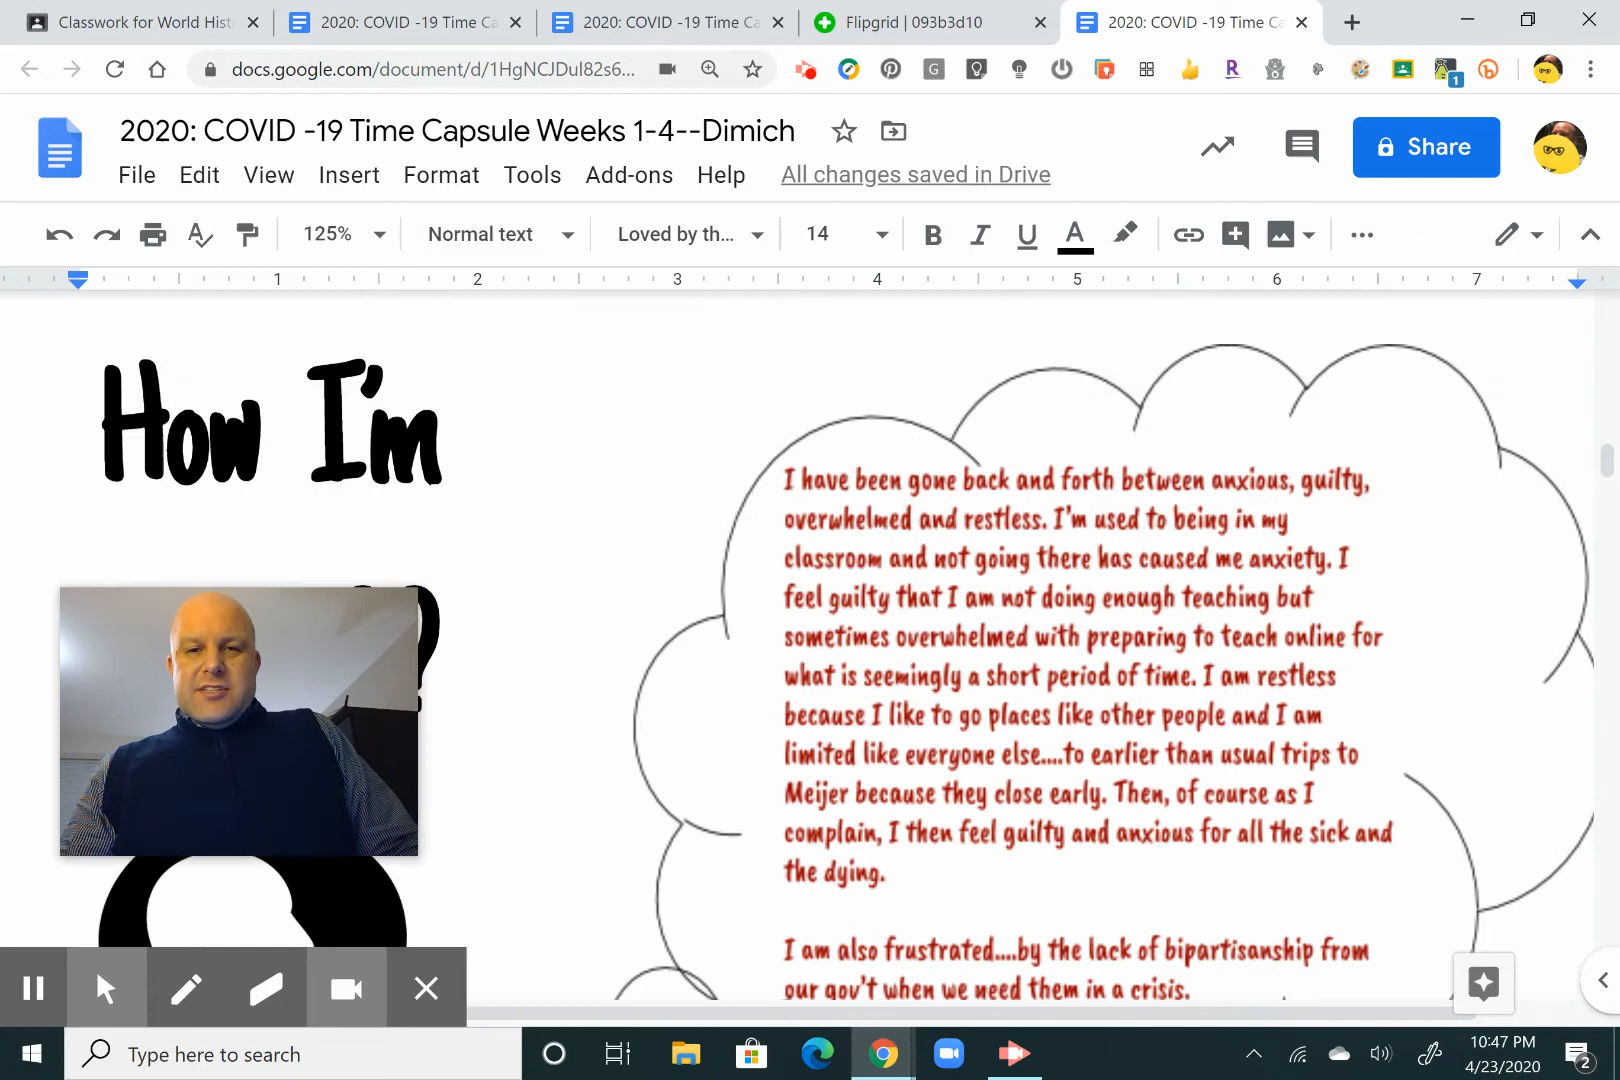 Classwork for World Hist
2020: COVID -19 Time Ca
2020: COVID -19 Time Ca
Flipgrid | 093b3d10
2020: COVID -19 Time Ca
docs.google.com/document/d/1HgNCJDul82s6...
1
2020: COVID -19 Time Capsule Weeks 1-4--Dimich
Share
File Edit View Insert Format Tools Add-ons Help All changes saved in Drive
125% Normal text Loved by th... 14 B I U A
1 2 3 4 5 6 7
How I'm
?
I have been gone back and forth between anxious, guilty,
overwhelmed and restless. I'm used to being in my
classroom and not going there has caused me anxiety. I
feel guilty that I am not doing enough teaching but
sometimes overwhelmed with preparing to teach online for
what is seemingly a short period of time. I am restless
because I like to go places like other people and I am
limited like everyone else....to earlier than usual trips to
Meijer because they close early. Then, of course as I
complain, I then feel guilty and anxious for all the sick and
the dying.
I am also frustrated....by the lack of bipartisanship from
our gov't when we need them in a crisis.
Type here to search
10:47 PM
4/23/2020
2